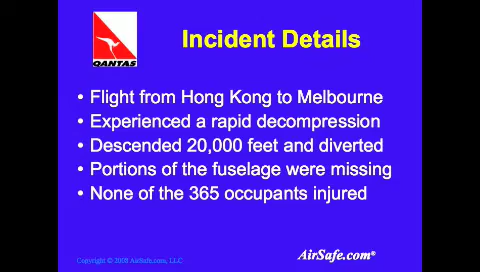 QANTAS
Incident Details
• Flight from Hong Kong to Melbourne
• Experienced a rapid decompression
• Descended 20,000 feet and diverted
• Portions of the fuselage were missing
• None of the 365 occupants injured
Copyright © 2008 AirSafe.com, LLC
AirSafe.com®